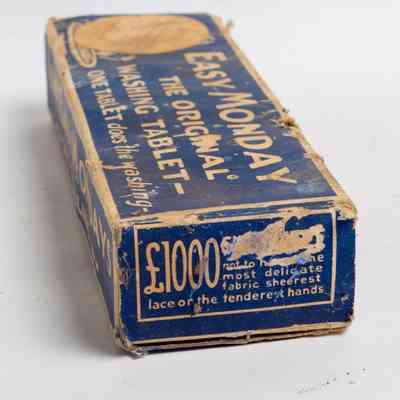 EASY-MONDAY
THE ORIGINAL
WASHING TABLET-
ONE TABLET does the washing-
£1000
not to the
most delicate
fabric sheerest
lace or the tenderest hands